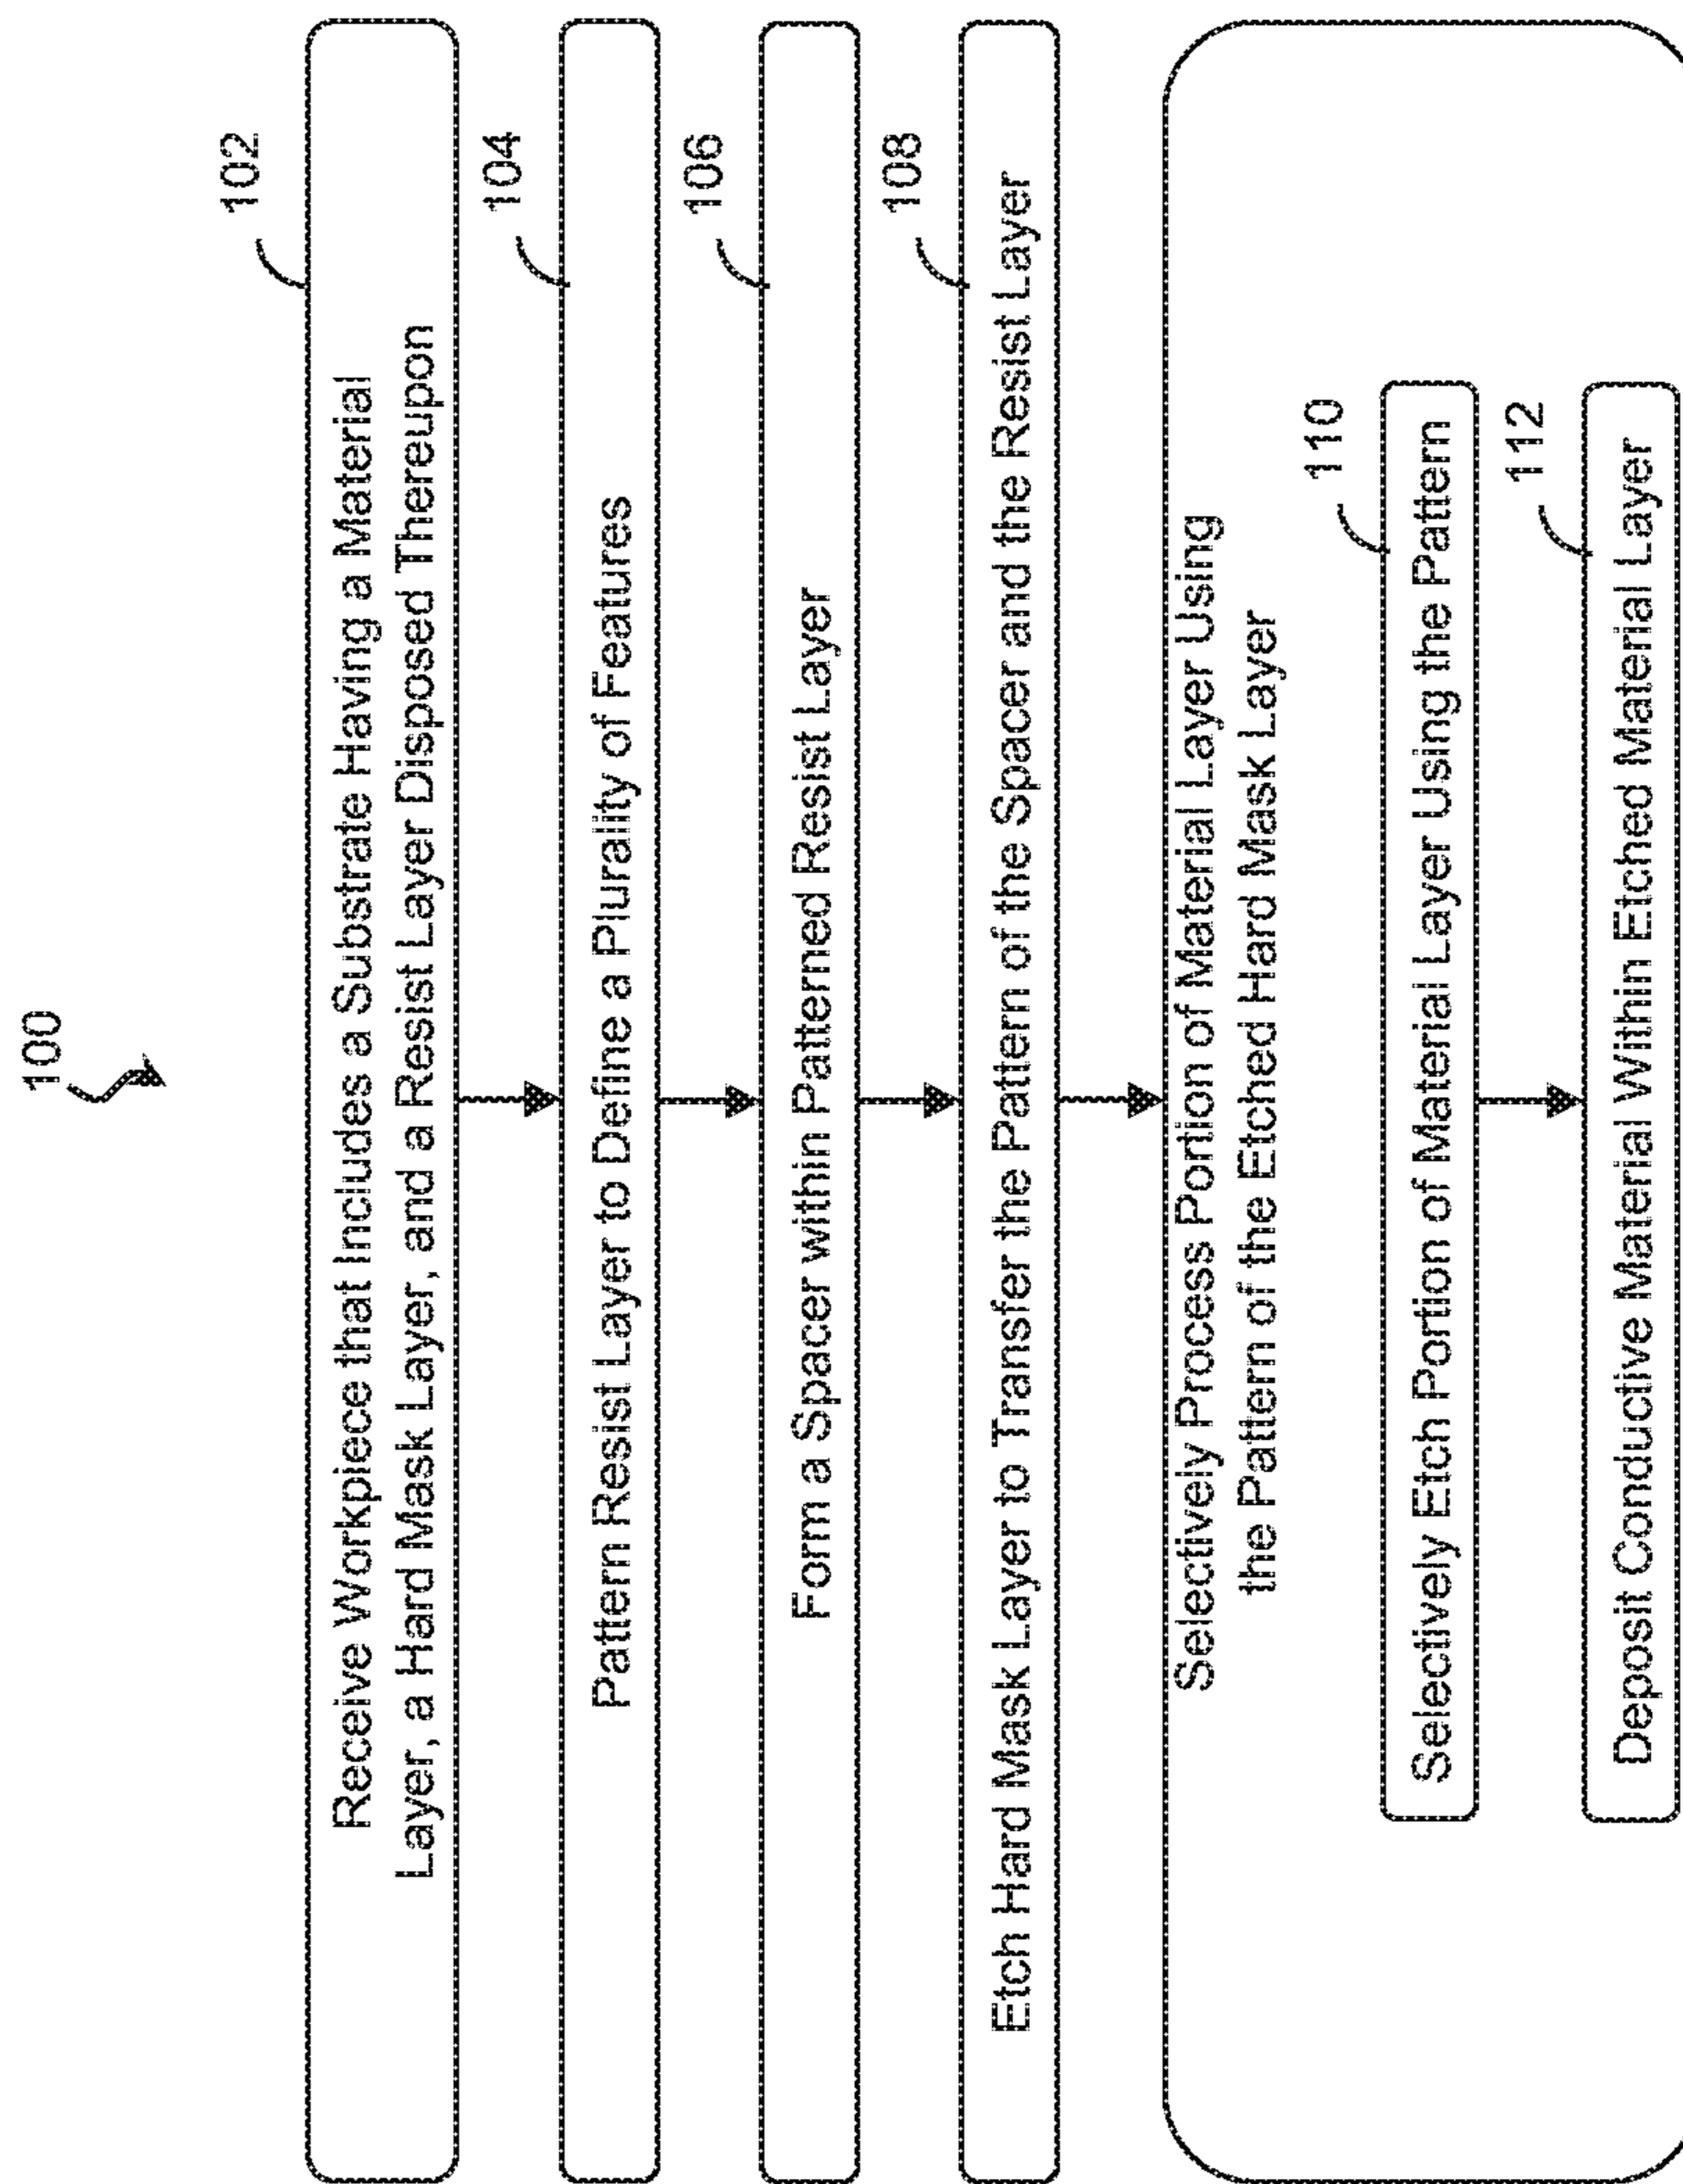 100
102
Receive Workpiece that Includes a Substrate Having a Material
Layer, a Hard Mask Layer, and a Resist Layer Disposed Thereupon
104
Pattern Resist Layer to Define a Plurality of Features
106
Form a Spacer within Patterned Resist Layer
108
Etch Hard Mask Layer to Transfer the Pattern of the Spacer and the Resist Layer
Selectively Process Portion of Material Layer Using
the Pattern of the Etched Hard Mask Layer
110
Selectively Etch Portion of Material Layer Using the Pattern
112
Deposit Conductive Material Within Etched Material Layer